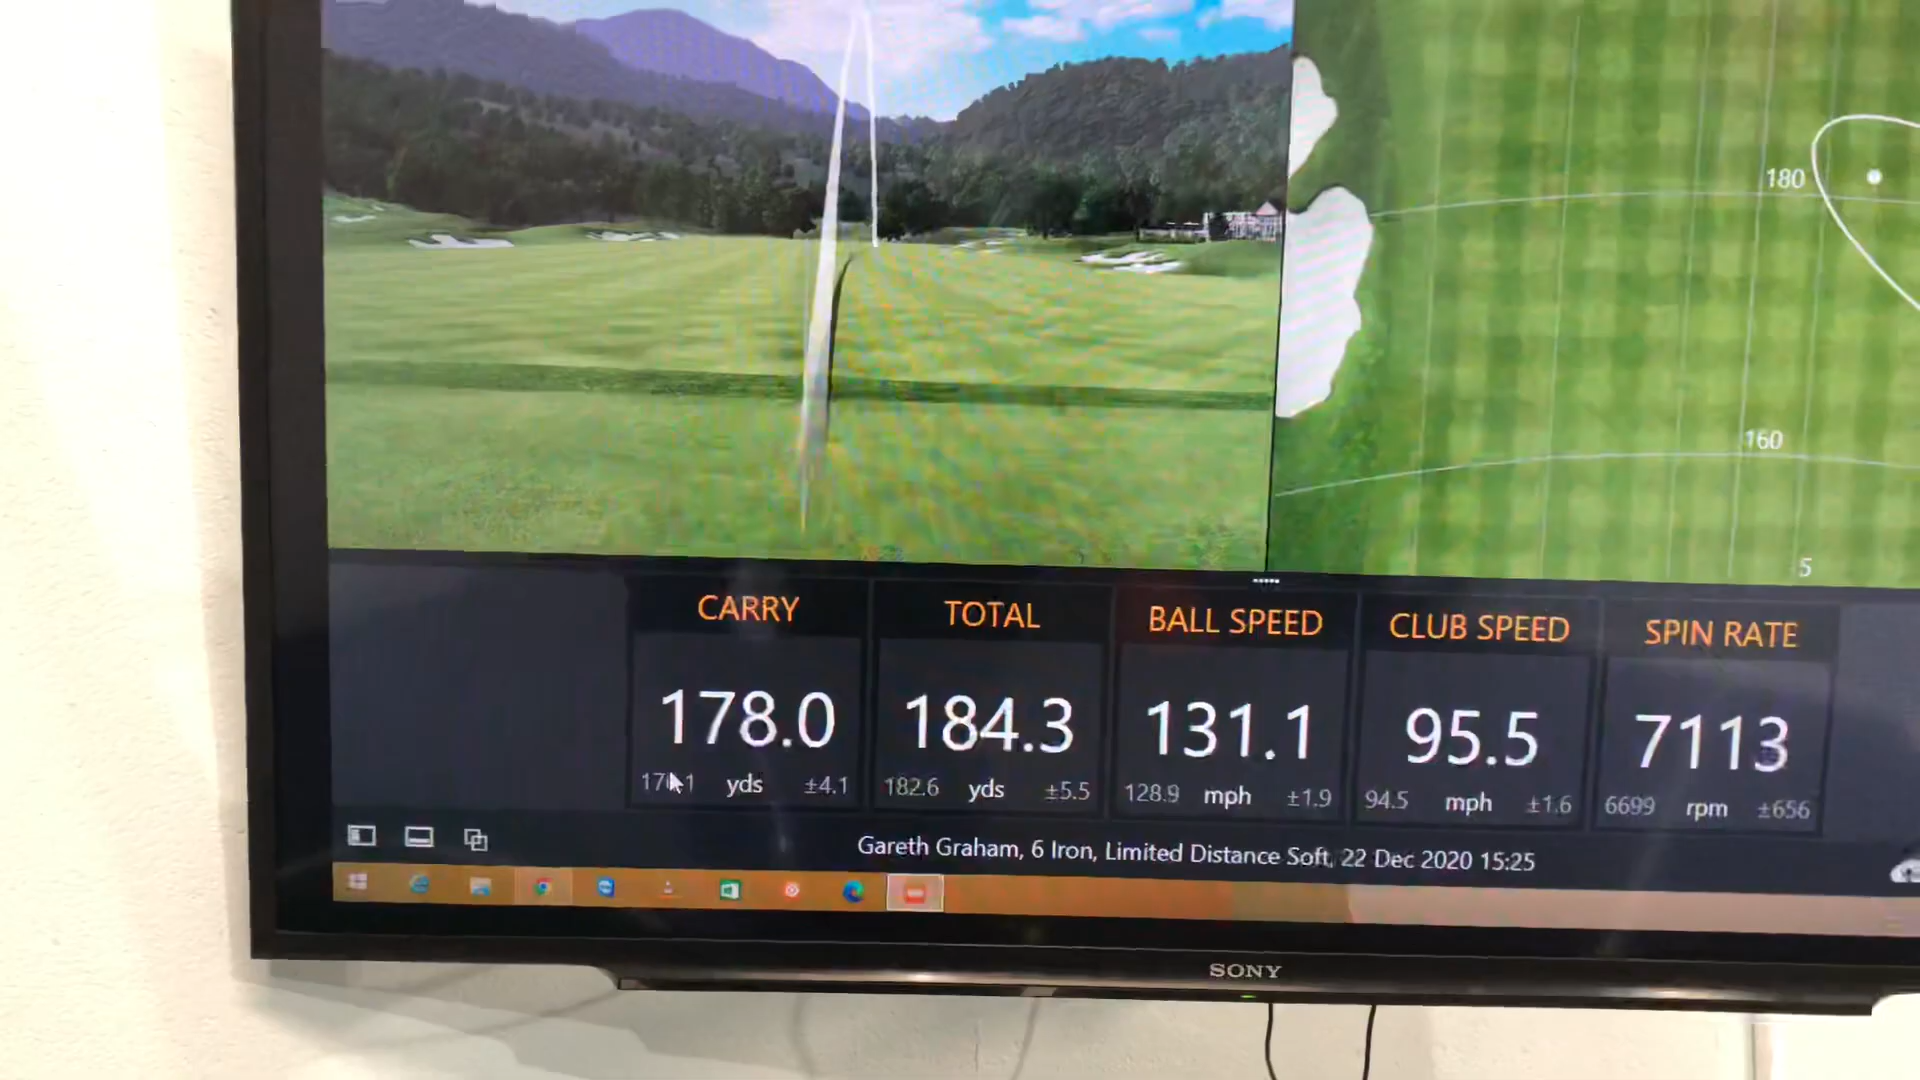 180
160
5
CARRY TOTAL BALL SPEED CLUB SPEED SPIN RATE
178.0 184.3 131.1 95.5 7113
yds ±4.1 182.6 yds ±5.5 128.9 mph ±1.9 94.5 mph ±1.6 6699 rpm ±656
Gareth Graham, 6 Iron, Limited Distance Soft, 22 Dec 2020 15:25
SONY